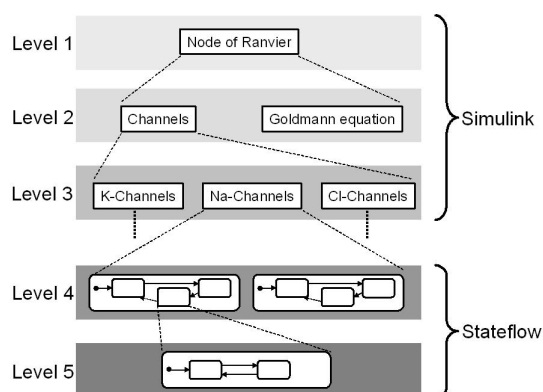 Level 1
Node of Ranvier
Level 2
Channels
Goldmann equation
Simulink
Level 3
K-Channels
Na-Channels
Cl-Channels
Level 4
Stateflow
Level 5